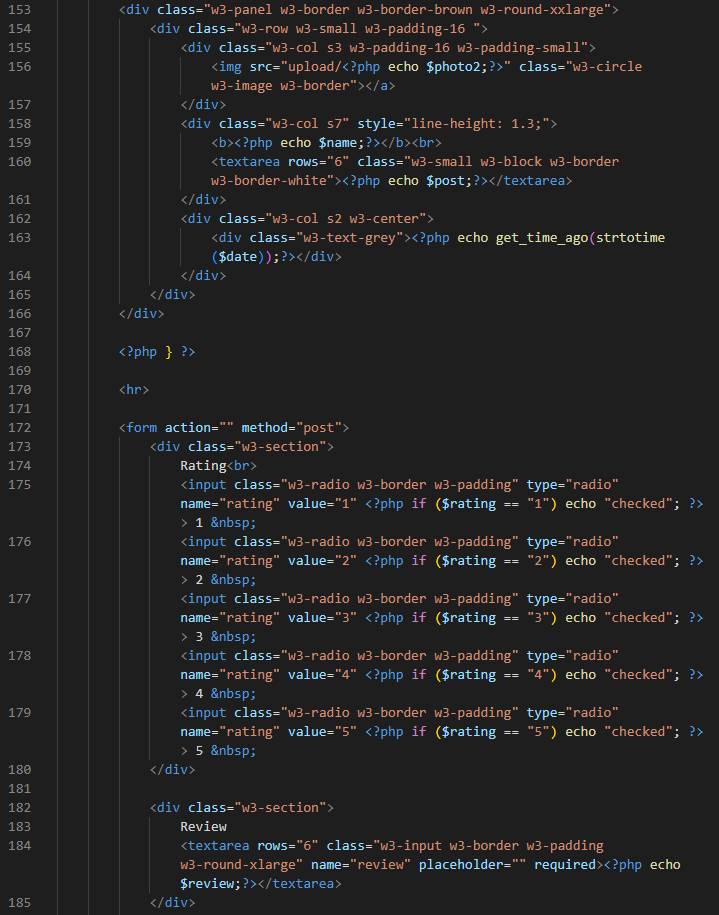 153 <div class="w3-panel w3-border w3-border-brown w3-round-xxlarge">
154 <div class="w3-row w3-small w3-padding-16 ">
155 <div class="w3-col s3 w3-padding-16 w3-padding-small">
156 <img src="upload/<?php echo $photo2;?>" class="w3-circle
w3-image w3-border"></a>
157 </div>
158 <div class="w3-col s7" style="line-height: 1.3;">
159 <b><?php echo $name;?></b><br>
160 <textarea rows="6" class="w3-small w3-block w3-border
w3-border-white"><?php echo $post;?></textarea>
161 </div>
162 <div class="w3-col s2 w3-center">
163 <div class="w3-text-grey"><?php echo get_time_ago(strtotime
($date));?></div>
164 </div>
165 </div>
166 </div>
167
168 <?php } ?>
169
170 <hr>
171
172 <form action="" method="post">
173 <div class="w3-section">
174 Rating<br>
175 <input class="w3-radio w3-border w3-padding" type="radio"
name="rating" value="1" <?php if ($rating == "1") echo "checked"; ?>
> 1 &nbsp;
176 <input class="w3-radio w3-border w3-padding" type="radio"
name="rating" value="2" <?php if ($rating == "2") echo "checked"; ?>
> 2 &nbsp;
177 <input class="w3-radio w3-border w3-padding" type="radio"
name="rating" value="3" <?php if ($rating == "3") echo "checked"; ?>
> 3 &nbsp;
178 <input class="w3-radio w3-border w3-padding" type="radio"
name="rating" value="4" <?php if ($rating == "4") echo "checked"; ?>
> 4 &nbsp;
179 <input class="w3-radio w3-border w3-padding" type="radio"
name="rating" value="5" <?php if ($rating == "5") echo "checked"; ?>
> 5 &nbsp;
180 </div>
181
182 <div class="w3-section">
183 Review
184 <textarea rows="6" class="w3-input w3-border w3-padding
w3-round-xlarge" name="review" placeholder="" required><?php echo
$review;?></textarea>
185 </div>